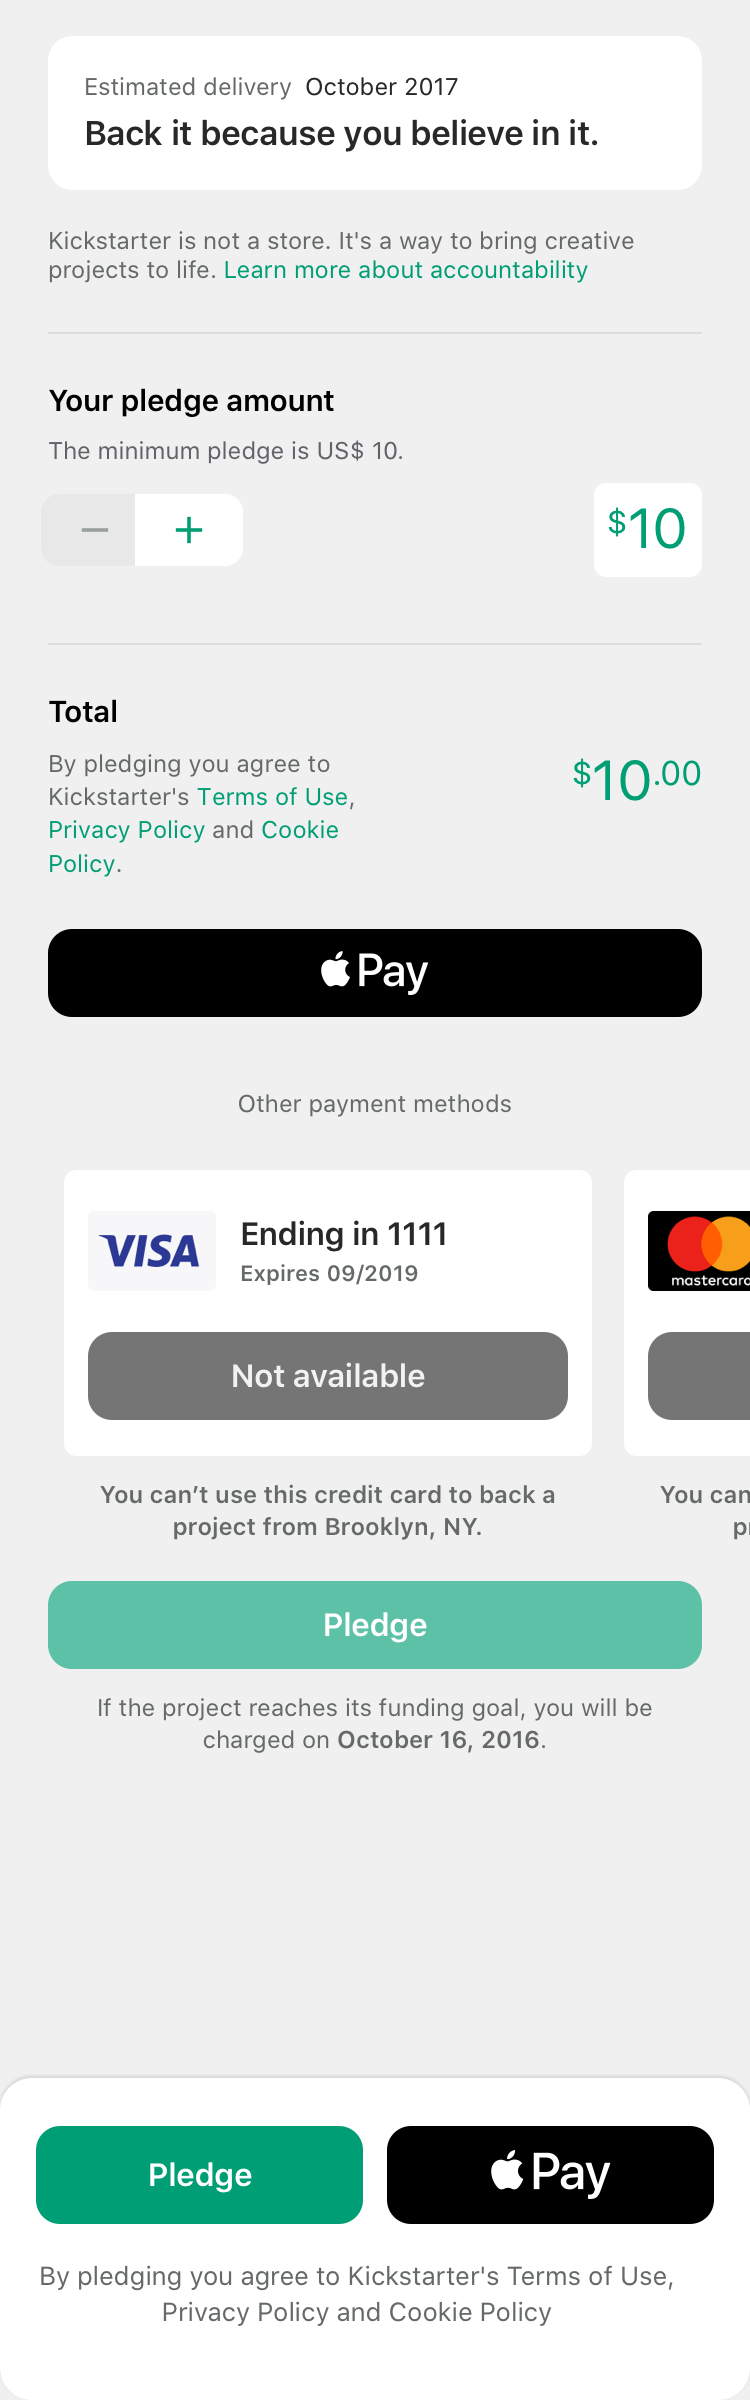 Estimated delivery October 2017
Back it because you believe in it.
Kickstarter is not a store. It's a way to bring creative
projects to life. Learn more about accountability
Your pledge amount
The minimum pledge is US$ 10.
− +
$10
Total
By pledging you agree to
Kickstarter's Terms of Use,
Privacy Policy and Cookie
Policy.
$10.00
Pay
Other payment methods
VISA
Ending in 1111
Expires 09/2019
Not available
You can’t use this credit card to back a
project from Brooklyn, NY.
mastercard
You can
p
Pledge
If the project reaches its funding goal, you will be
charged on October 16, 2016.
Pledge
Pay
By pledging you agree to Kickstarter's Terms of Use,
Privacy Policy and Cookie Policy